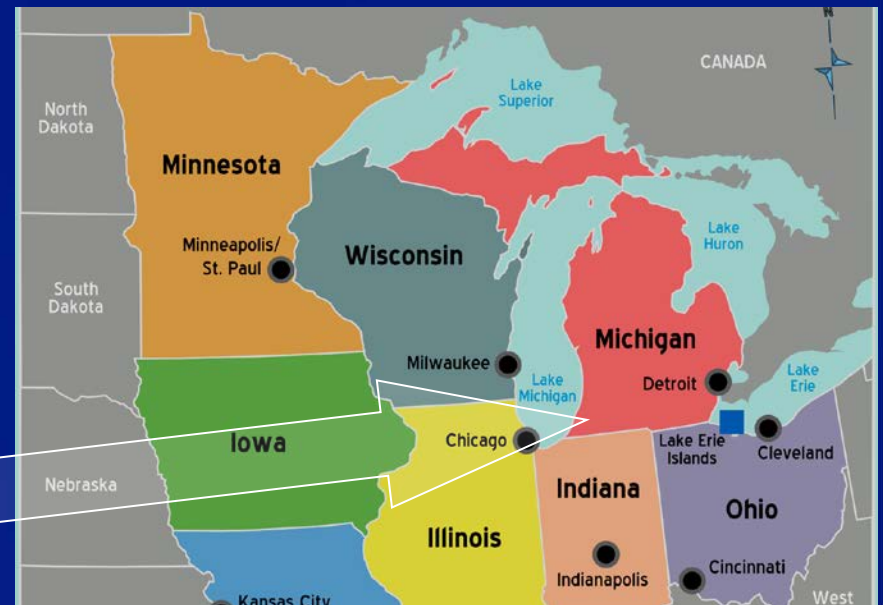 N
CANADA
Lake
Superior
North
Dakota
Minnesota
Lake
Huron
Minneapolis/
St. Paul
Wisconsin
South
Dakota
Michigan
Milwaukee
Lake
Michigan
Detroit
Lake
Erie
Iowa
Chicago
Lake Erie
Islands
Cleveland
Nebraska
Indiana
Ohio
Illinois
Indianapolis
Cincinnati
Kansas City
West